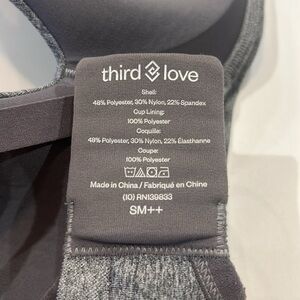 third love
Shell:
48% Polyester, 30% Nylon, 22% Spandex
Cup Lining:
100% Polyester
Coquille:
48% Polyester, 30% Nylon, 22% Élasthanne
Coupe:
100% Polyester
Made in China / Fabriqué en Chine
(10) RN139833
SM++